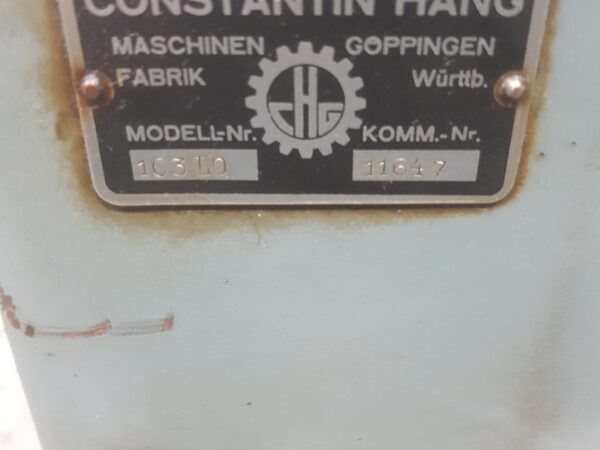 CONSTANTIN HANG
MASCHINEN GÖPPINGEN
FABRIK Württb.
CHG
MODELL-Nr. KOMM.-Nr.
103 LO 11647